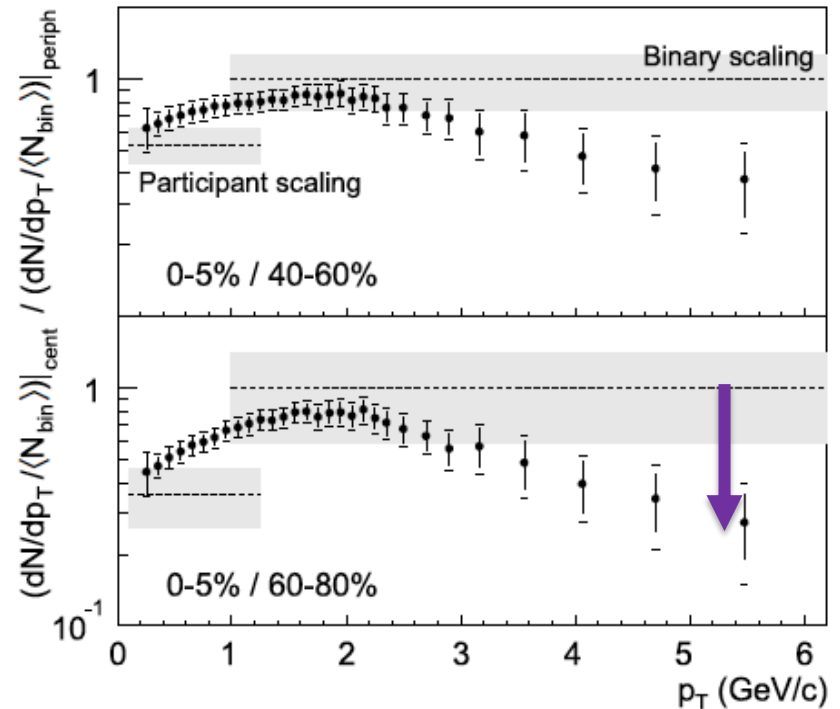 (dN/dp_T /⟨N_bin⟩)|_cent / (dN/dp_T /⟨N_bin⟩)|_periph
1
Binary scaling
Participant scaling
0-5% / 40-60%
1
0-5% / 60-80%
10^-1
0 1 2 3 4 5 6
p_T (GeV/c)